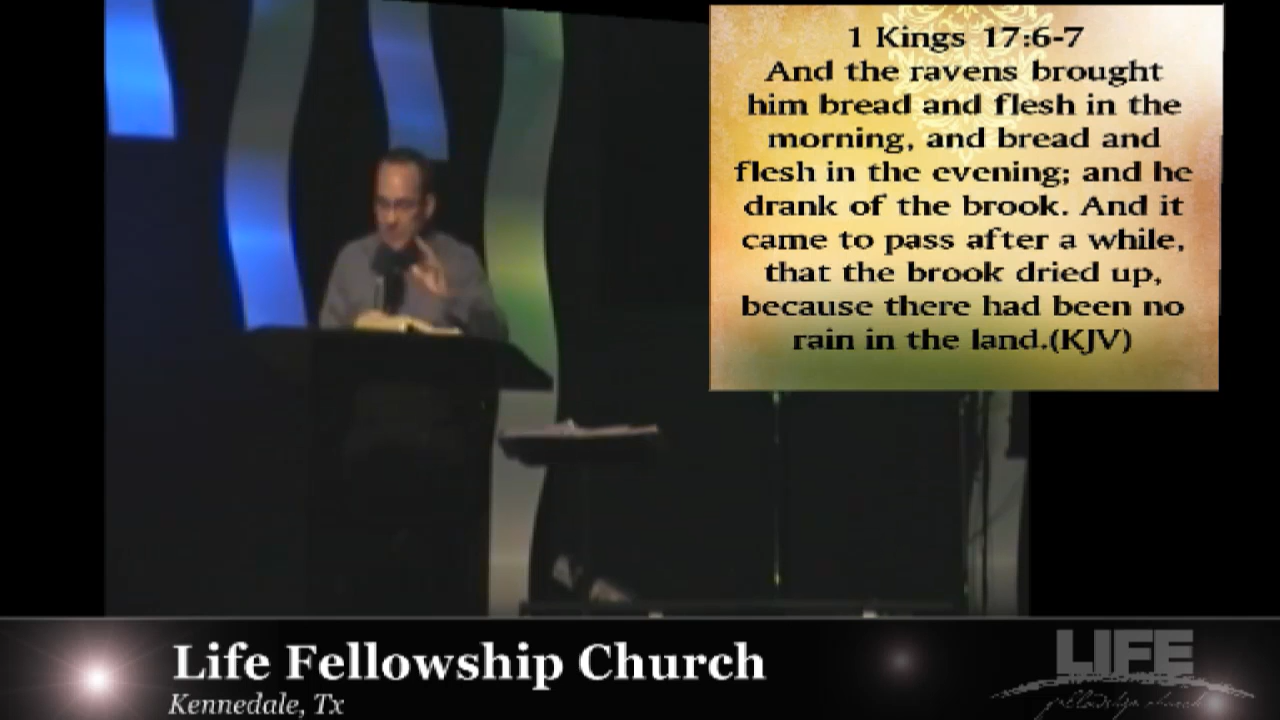 1 Kings 17:6-7
And the ravens brought
him bread and flesh in the
morning, and bread and
flesh in the evening; and he
drank of the brook. And it
came to pass after a while,
that the brook dried up,
because there had been no
rain in the land.(KJV)
Life Fellowship Church
Kennedale, Tx
LIFE
fellowship church